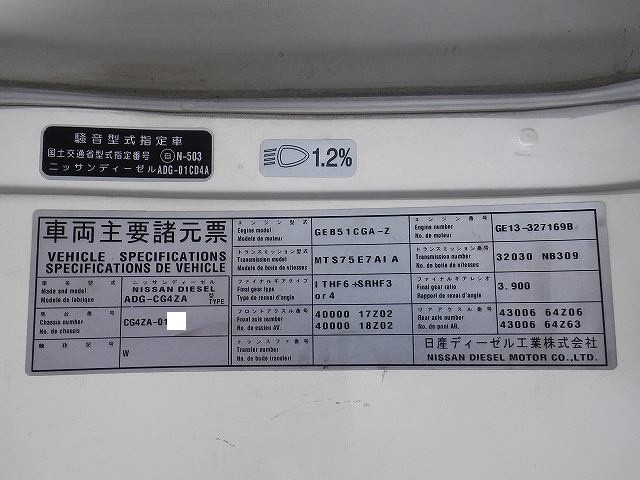 騒音型式指定車
国土交通省型式指定番号 日 N-503
ニッサンディーゼル ADG-01CD4A
1.2%
車両主要諸元票
VEHICLE SPECIFICATIONS
SPECIFICATIONS DE VEHICLE
車名型式 ニッサンディーゼル
Made and model NISSAN DIESEL 型
Modele de fabrique ADG-CG4ZA TYPE
車台番号
Chassis number CG4ZA-01
No. de chassis
軸建記号
W
エンジン型式
Engine model GEB51CGA-Z
Modele de moteur
トランスミッション型式
Transmission model MTS75E7A1A
Modele de boite de vitesses
ファイナルギアタイプ
Final gear type 1THF6+SRHF3
Type de renvoi d'angle or4
フロントアクスル番号
Front axle number 40000 17Z02
No. de essieu AV. 40000 18Z02
トランスファ番号
Transfer number
No. de bode transferri
エンジン番号
Engine number GE13-327169B
No. de moteur
トランスミッション番号
Transmission number 32030 NB309
No. de boite de vitesses
ファイナルギアレシオ
Final gear ratio 3.900
Rapport de renvoi d'angle
リアアクスル番号
Rear axle number 43006 64Z06
No. de pont AR. 43006 64Z63
日産ディーゼル工業株式会社
NISSAN DIESEL MOTOR CO.,LTD.